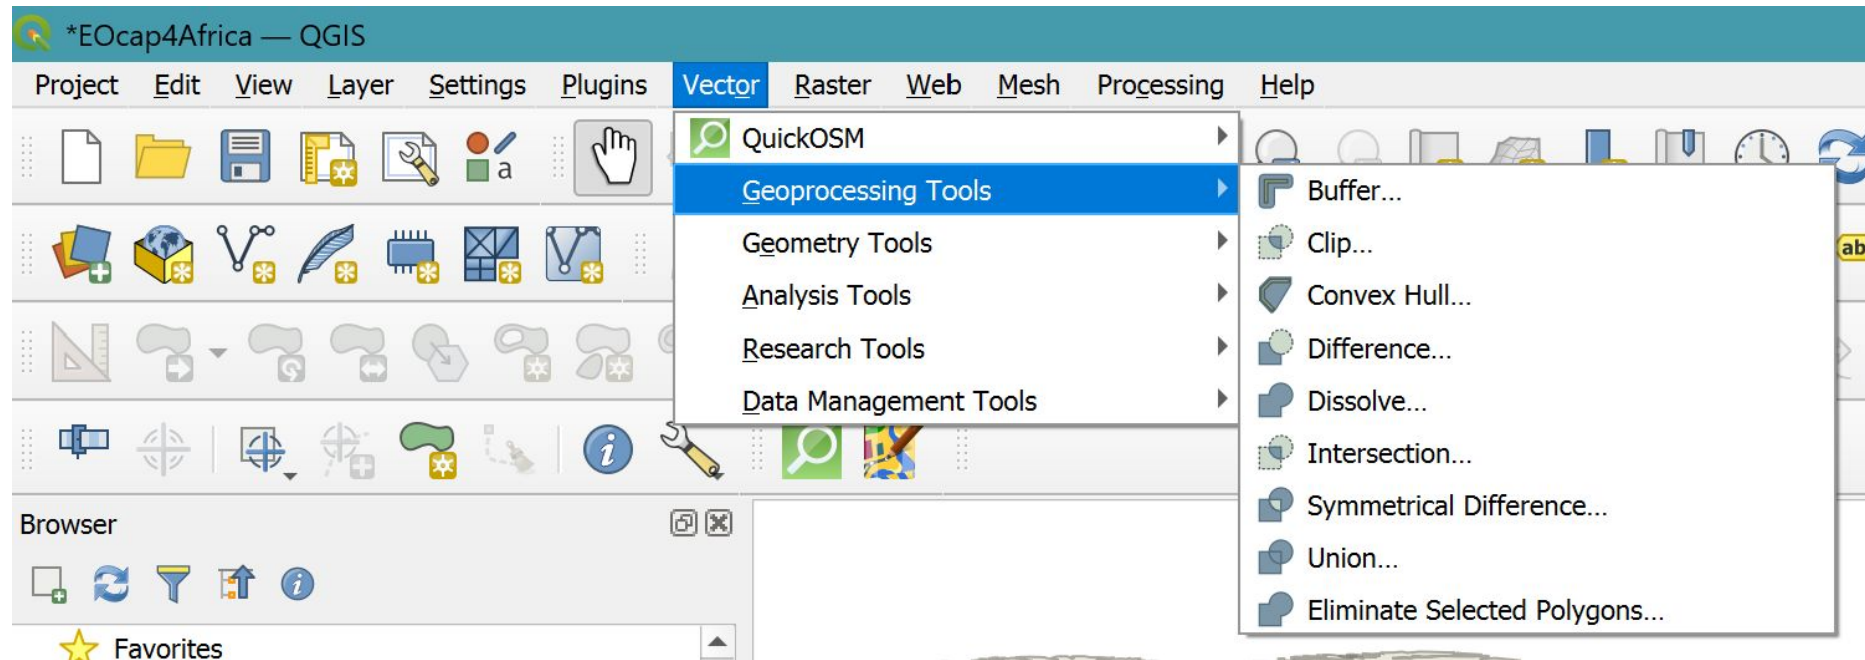 *EOcap4Africa — QGIS
Project Edit View Layer Settings Plugins Vector Raster Web Mesh Processing Help
QuickOSM
Geoprocessing Tools
Geometry Tools
Analysis Tools
Research Tools
Data Management Tools
Buffer...
Clip...
Convex Hull...
Difference...
Dissolve...
Intersection...
Symmetrical Difference...
Union...
Eliminate Selected Polygons...
a
ab
Browser
Favorites